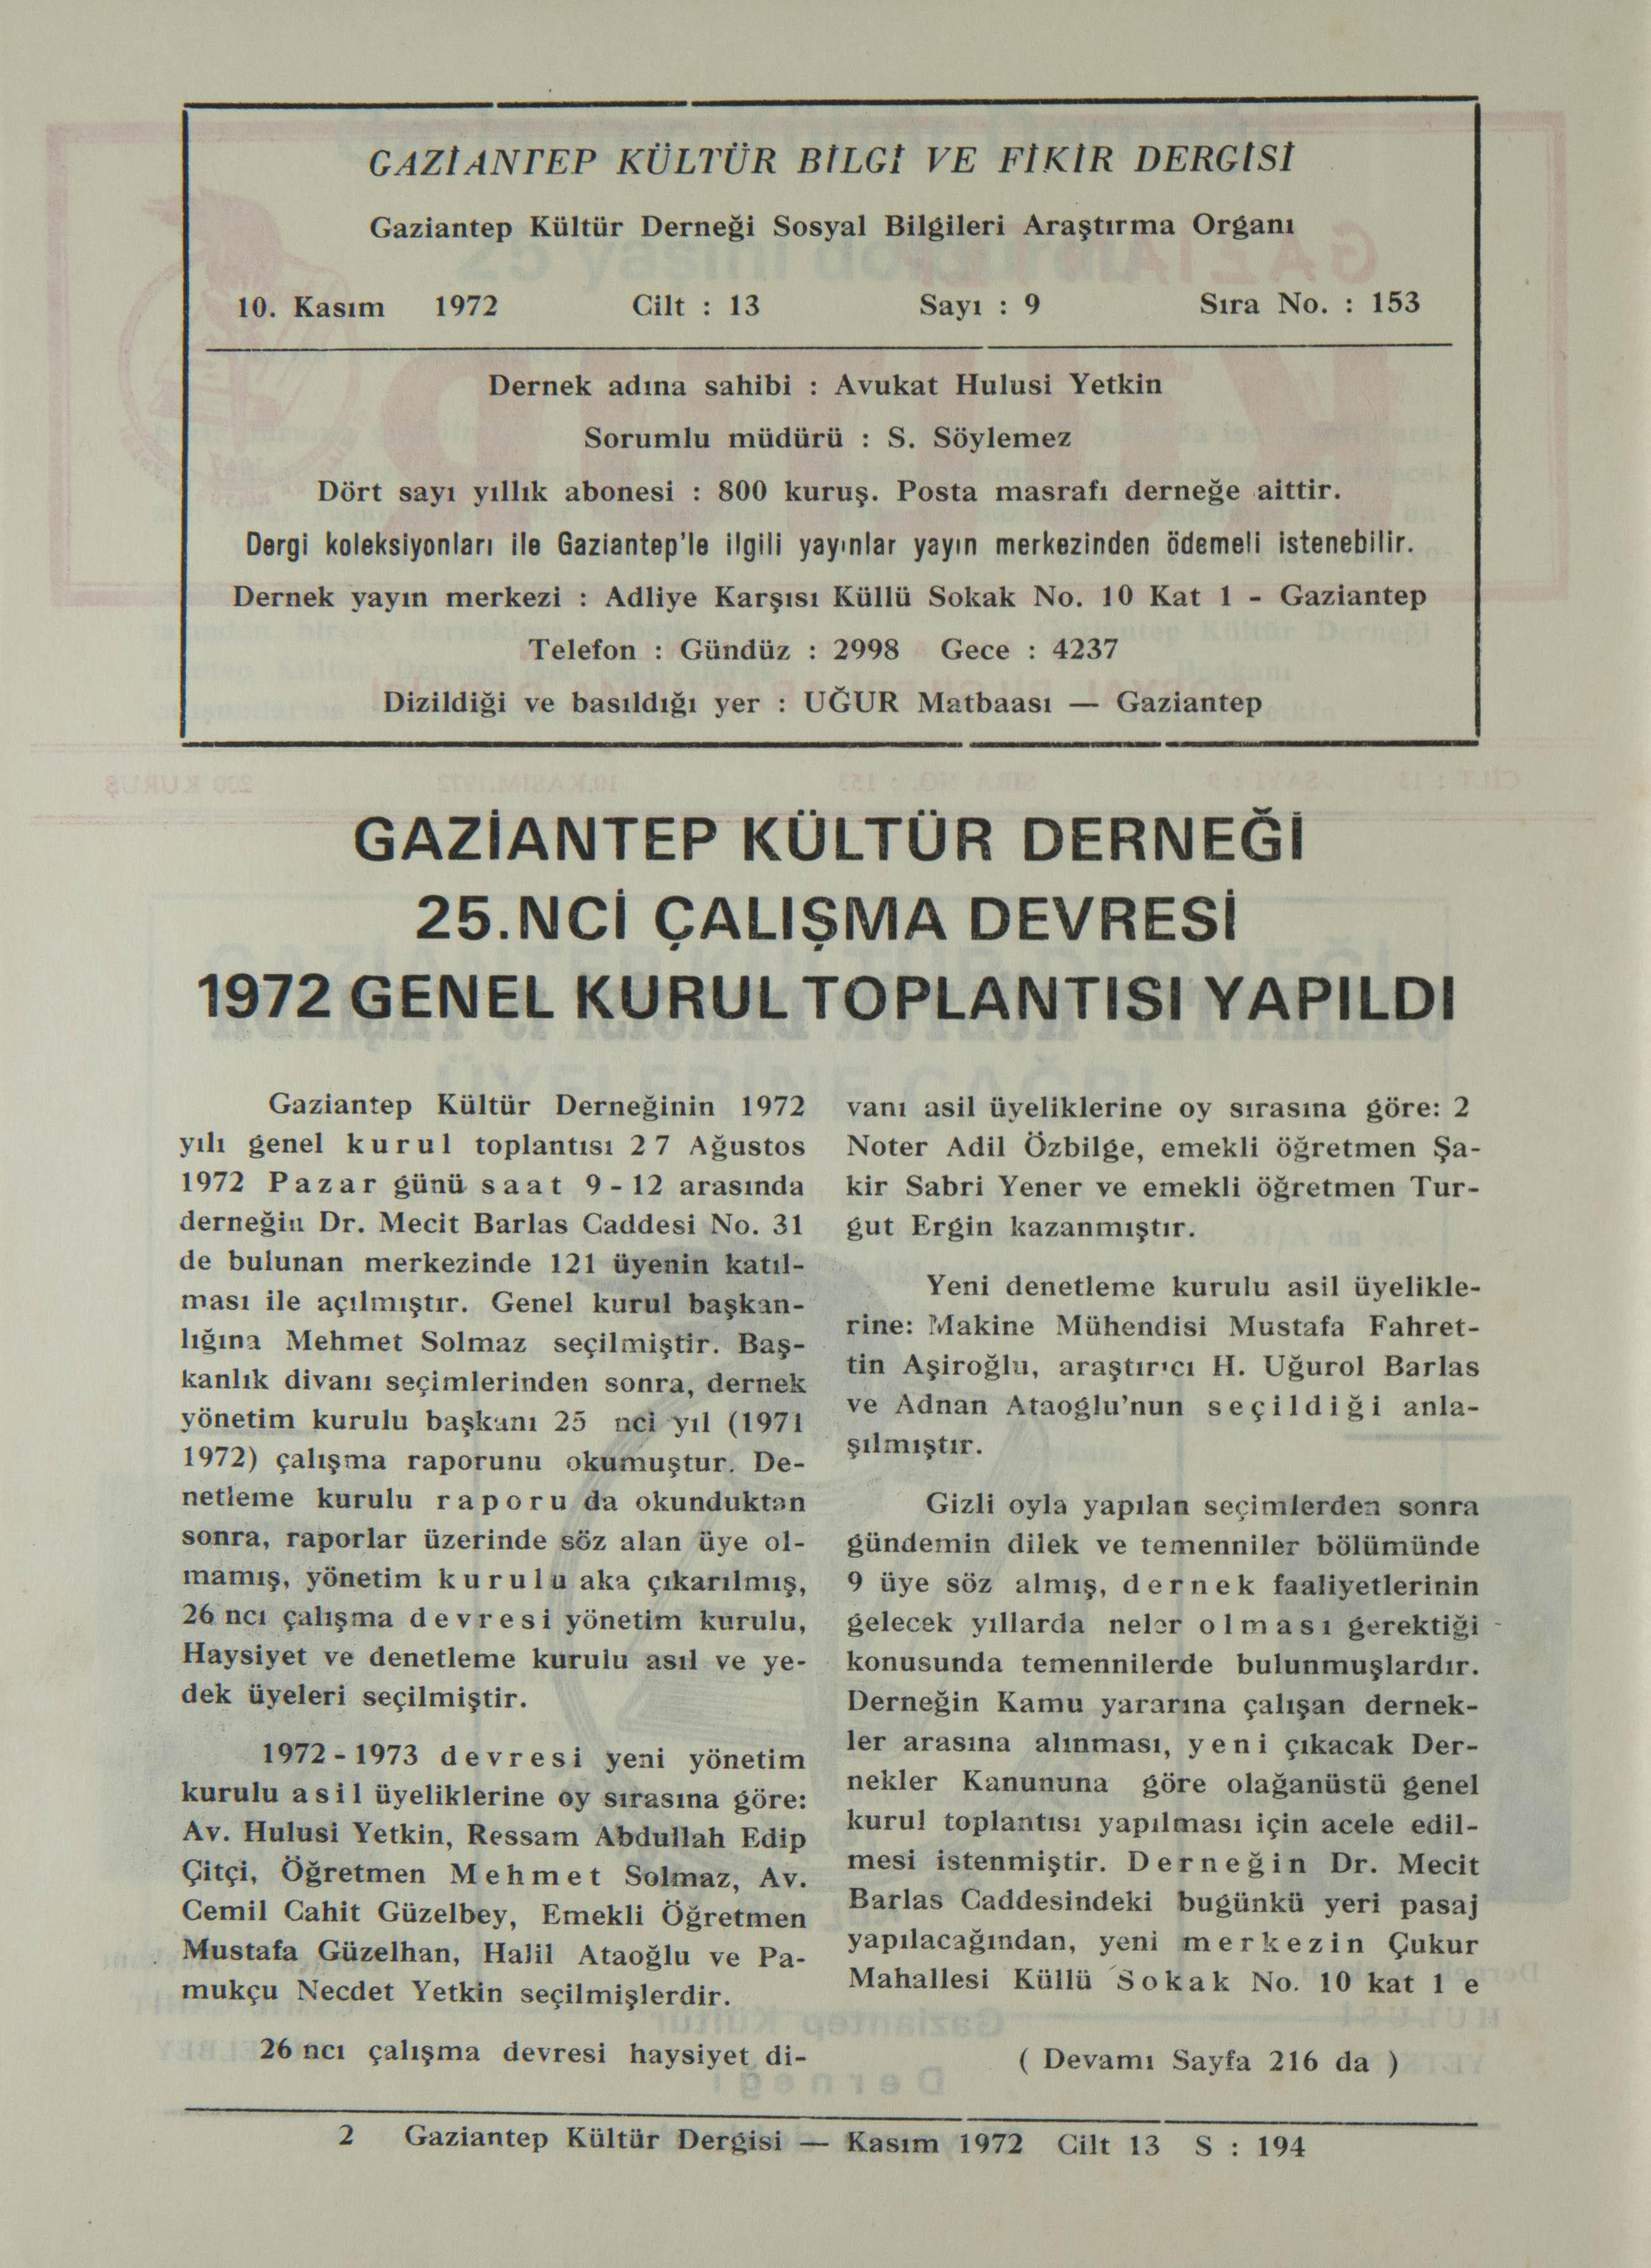 GAZİANTEP KÜLTÜR BİLGİ VE FİKİR DERGİSİ
Gaziantep Kültür Derneği Sosyal Bilgileri Araştırma Organı
10. Kasım 1972 Cilt : 13 Sayı : 9 Sıra No. : 153
Dernek adına sahibi : Avukat Hulusi Yetkin
Sorumlu müdürü : S. Söylemez
Dört sayı yıllık abonesi : 800 kuruş. Posta masrafı derneğe aittir.
Dergi koleksiyonları ile Gaziantep'le ilgili yayınlar yayın merkezinden ödemeli istenebilir.
Dernek yayın merkezi : Adliye Karşısı Küllü Sokak No. 10 Kat 1 - Gaziantep
Telefon : Gündüz : 2998 Gece : 4237
Dizildiği ve basıldığı yer : UĞUR Matbaası — Gaziantep
GAZİANTEP KÜLTÜR DERNEĞİ
25.NCİ ÇALIŞMA DEVRESİ
1972 GENEL KURUL TOPLANTISI YAPILDI
Gaziantep Kültür Derneğinin 1972
yılı genel kurul toplantısı 27 Ağustos
1972 Pazar günü saat 9-12 arasında
derneğin Dr. Mecit Barlas Caddesi No. 31
de bulunan merkezinde 121 üyenin katıl-
ması ile açılmıştır. Genel kurul başkan-
lığına Mehmet Solmaz seçilmiştir. Baş-
kanlık divanı seçimlerinden sonra, dernek
yönetim kurulu başkanı 25 nci yıl (1971
1972) çalışma raporunu okumuştur. De-
netleme kurulu raporu da okunduktan
sonra, raporlar üzerinde söz alan üye ol-
mamış, yönetim kurulu aka çıkarılmış,
26 ncı çalışma devresi yönetim kurulu,
Haysiyet ve denetleme kurulu asıl ve ye-
dek üyeleri seçilmiştir.
1972-1973 devresi yeni yönetim
kurulu asil üyeliklerine oy sırasına göre:
Av. Hulusi Yetkin, Ressam Abdullah Edip
Çitçi, Öğretmen Mehmet Solmaz, Av.
Cemil Cahit Güzelbey, Emekli Öğretmen
Mustafa Güzelhan, Halil Ataoğlu ve Pa-
mukçu Necdet Yetkin seçilmişlerdir.
26 ncı çalışma devresi haysiyet di-
vanı asil üyeliklerine oy sırasına göre: 2
Noter Adil Özbilge, emekli öğretmen Şa-
kir Sabri Yener ve emekli öğretmen Tur-
gut Ergin kazanmıştır.
Yeni denetleme kurulu asil üyelikle-
rine: Makine Mühendisi Mustafa Fahret-
tin Aşiroğlu, araştırıcı H. Uğurol Barlas
ve Adnan Ataoğlu'nun seçildiği anla-
şılmıştır.
Gizli oyla yapılan seçimlerden sonra
gündemin dilek ve temenniler bölümünde
9 üye söz almış, dernek faaliyetlerinin
gelecek yıllarda neler olması gerektiği
konusunda temennilerde bulunmuşlardır.
Derneğin Kamu yararına çalışan dernek-
ler arasına alınması, yeni çıkacak Der-
nekler Kanununa göre olağanüstü genel
kurul toplantısı yapılması için acele edil-
mesi istenmiştir. Derneğin Dr. Mecit
Barlas Caddesindeki bugünkü yeri pasaj
yapılacağından, yeni merkezin Çukur
Mahallesi Küllü Sokak No. 10 kat 1 e
( Devamı Sayfa 216 da )
2 Gaziantep Kültür Dergisi — Kasım 1972 Cilt 13 S : 194